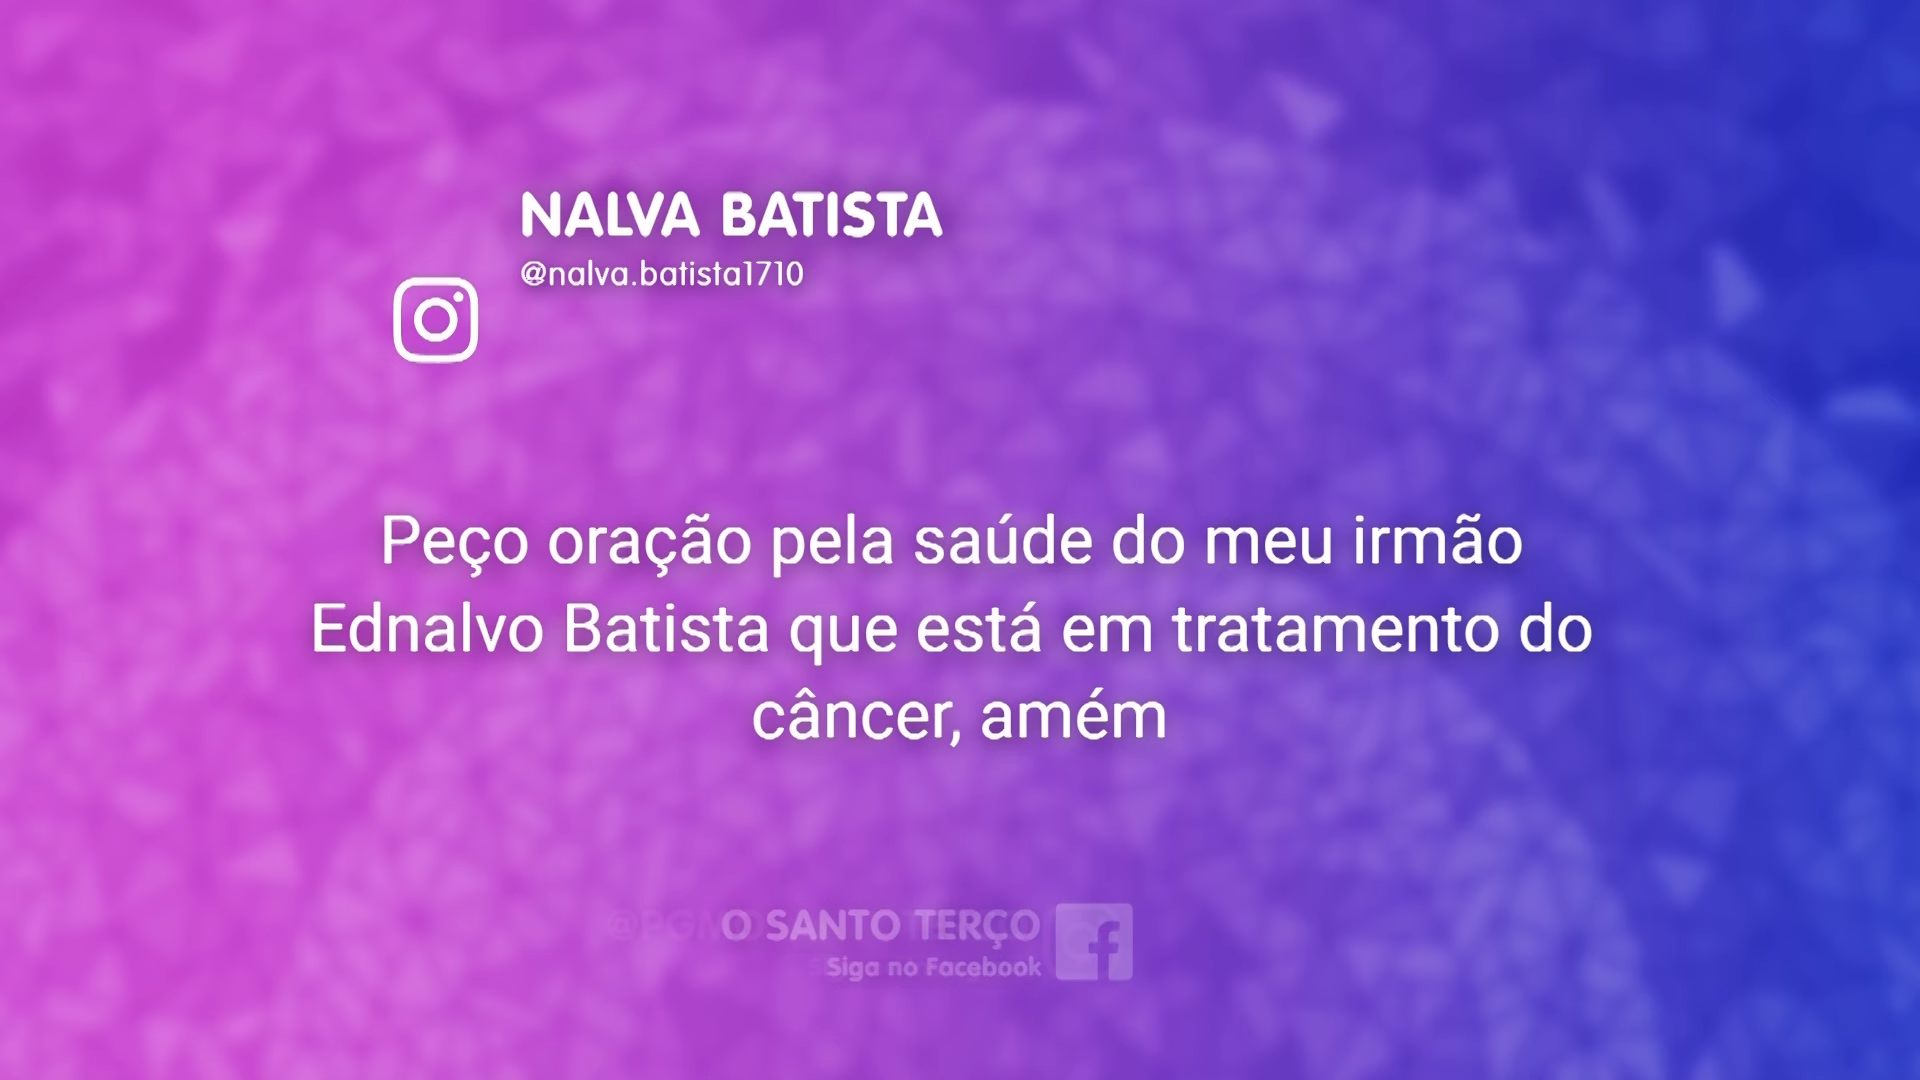 NALVA BATISTA
@nalva.batista1710
Peço oração pela saúde do meu irmão
Ednalvo Batista que está em tratamento do
câncer, amém
O SANTO TERÇO
Siga no Facebook